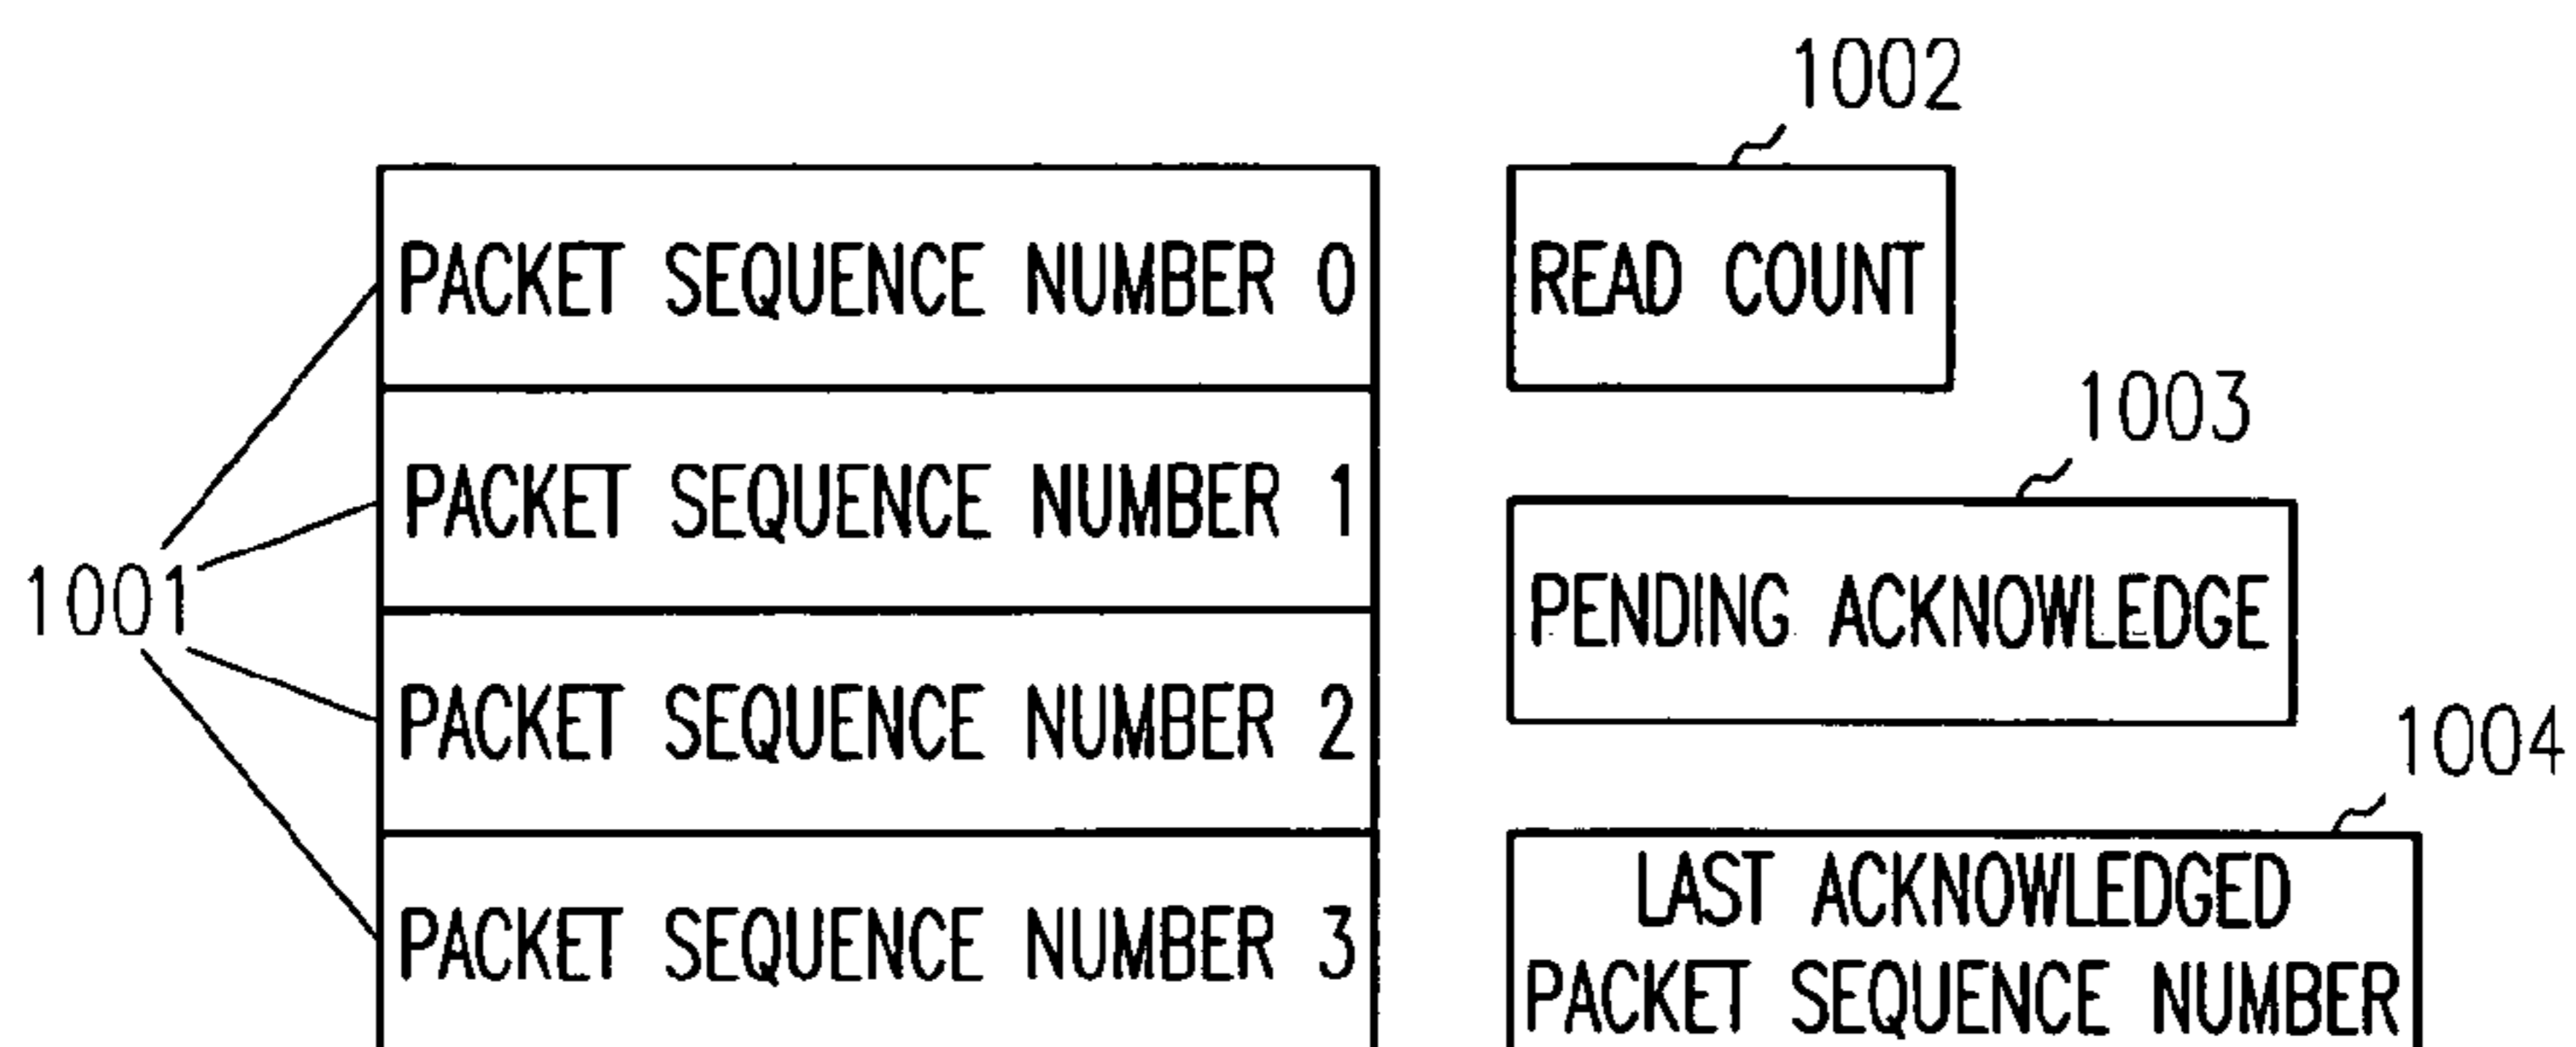 1002
PACKET SEQUENCE NUMBER 0
READ COUNT
1003
PACKET SEQUENCE NUMBER 1
1001
PENDING ACKNOWLEDGE
PACKET SEQUENCE NUMBER 2
1004
LAST ACKNOWLEDGED
PACKET SEQUENCE NUMBER 3
PACKET SEQUENCE NUMBER